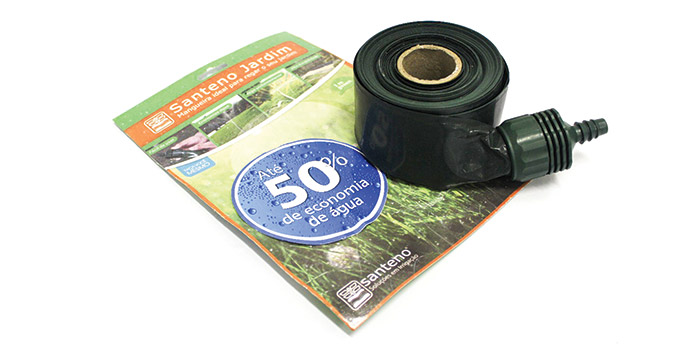 Santeno Jardim
Mangueira ideal para regar o seu jardim.
Até
50%
de economia
de água
santeno
Soluções em Irrigação